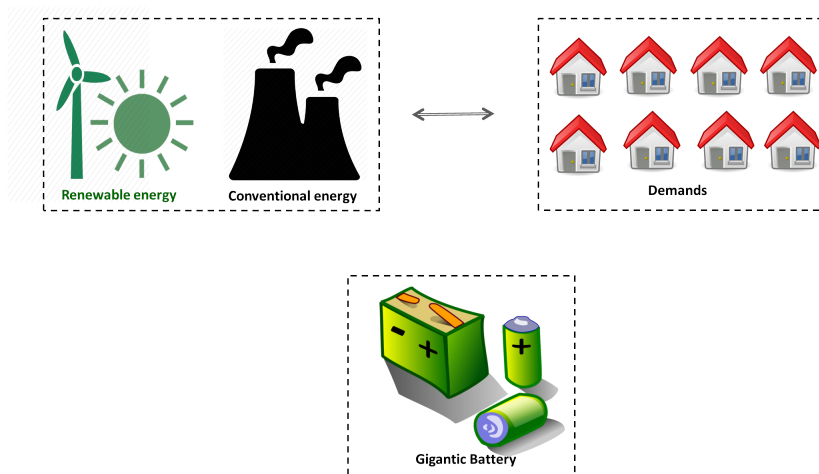 Renewable energy
Conventional energy
Demands
Gigantic Battery